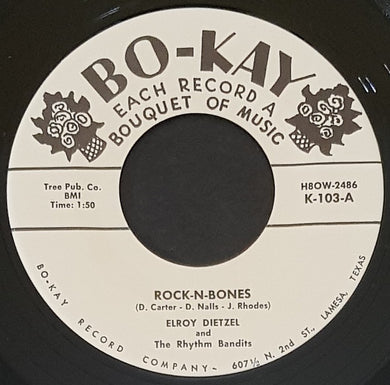 BO-KAY
EACH RECORD A
BOUQUET OF MUSIC
Tree Pub. Co.
BMI
Time: 1:50
H8OW-2486
K-103-A
ROCK-N-BONES
(D. Carter - D. Nalls - J. Rhodes)
ELROY DIETZEL
and
The Rhythm Bandits
BO-KAY RECORD COMPANY - 607½ N. 2nd ST., LAMESA, TEXAS